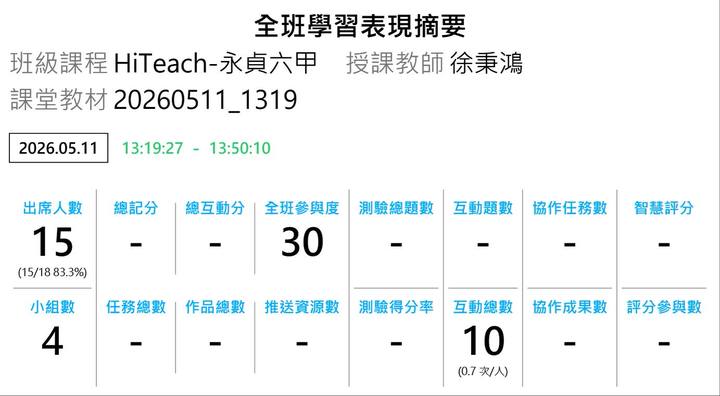 全班學習表現摘要
班級課程 HiTeach-永貞六甲 授課教師 徐秉鴻
課堂教材 20260511_1319
2026.05.11 13:19:27 - 13:50:10
出席人數 總記分 總互動分 全班參與度 測驗總題數 互動題數 協作任務數 智慧評分
15 - - 30 - - - -
(15/18 83.3%)
小組數 任務總數 作品總數 推送資源數 測驗得分率 互動總數 協作成果數 評分參與數
4 - - - - 10 - -
(0.7 次/人)